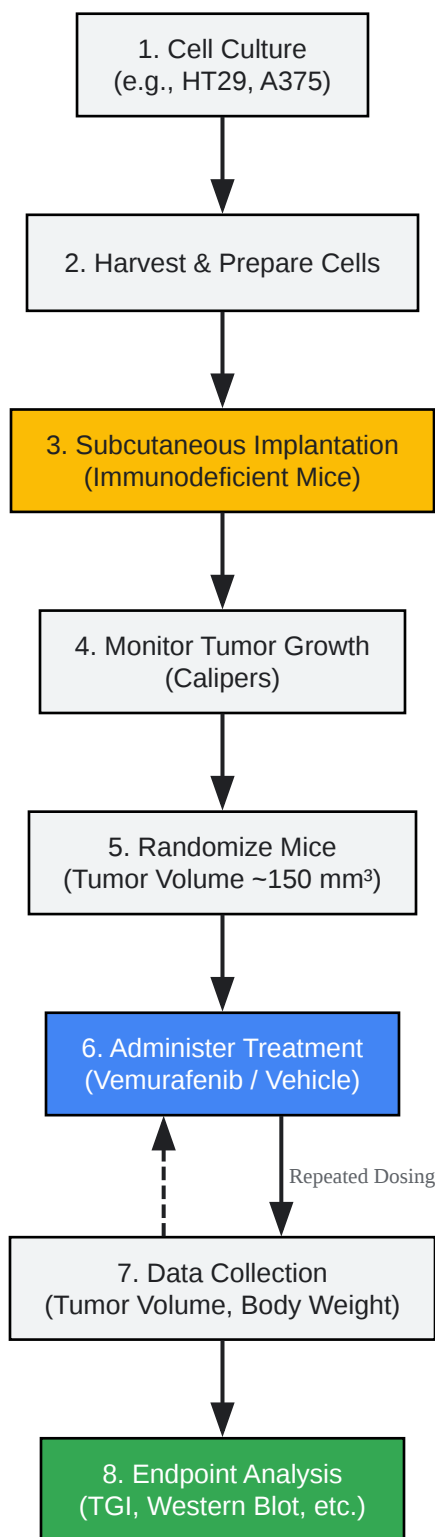 1. Cell Culture
(e.g., HT29, A375)
2. Harvest & Prepare Cells
3. Subcutaneous Implantation
(Immunodeficient Mice)
4. Monitor Tumor Growth
(Calipers)
5. Randomize Mice
(Tumor Volume ~150 mm³)
6. Administer Treatment
(Vemurafenib / Vehicle)
Repeated Dosing
7. Data Collection
(Tumor Volume, Body Weight)
8. Endpoint Analysis
(TGI, Western Blot, etc.)